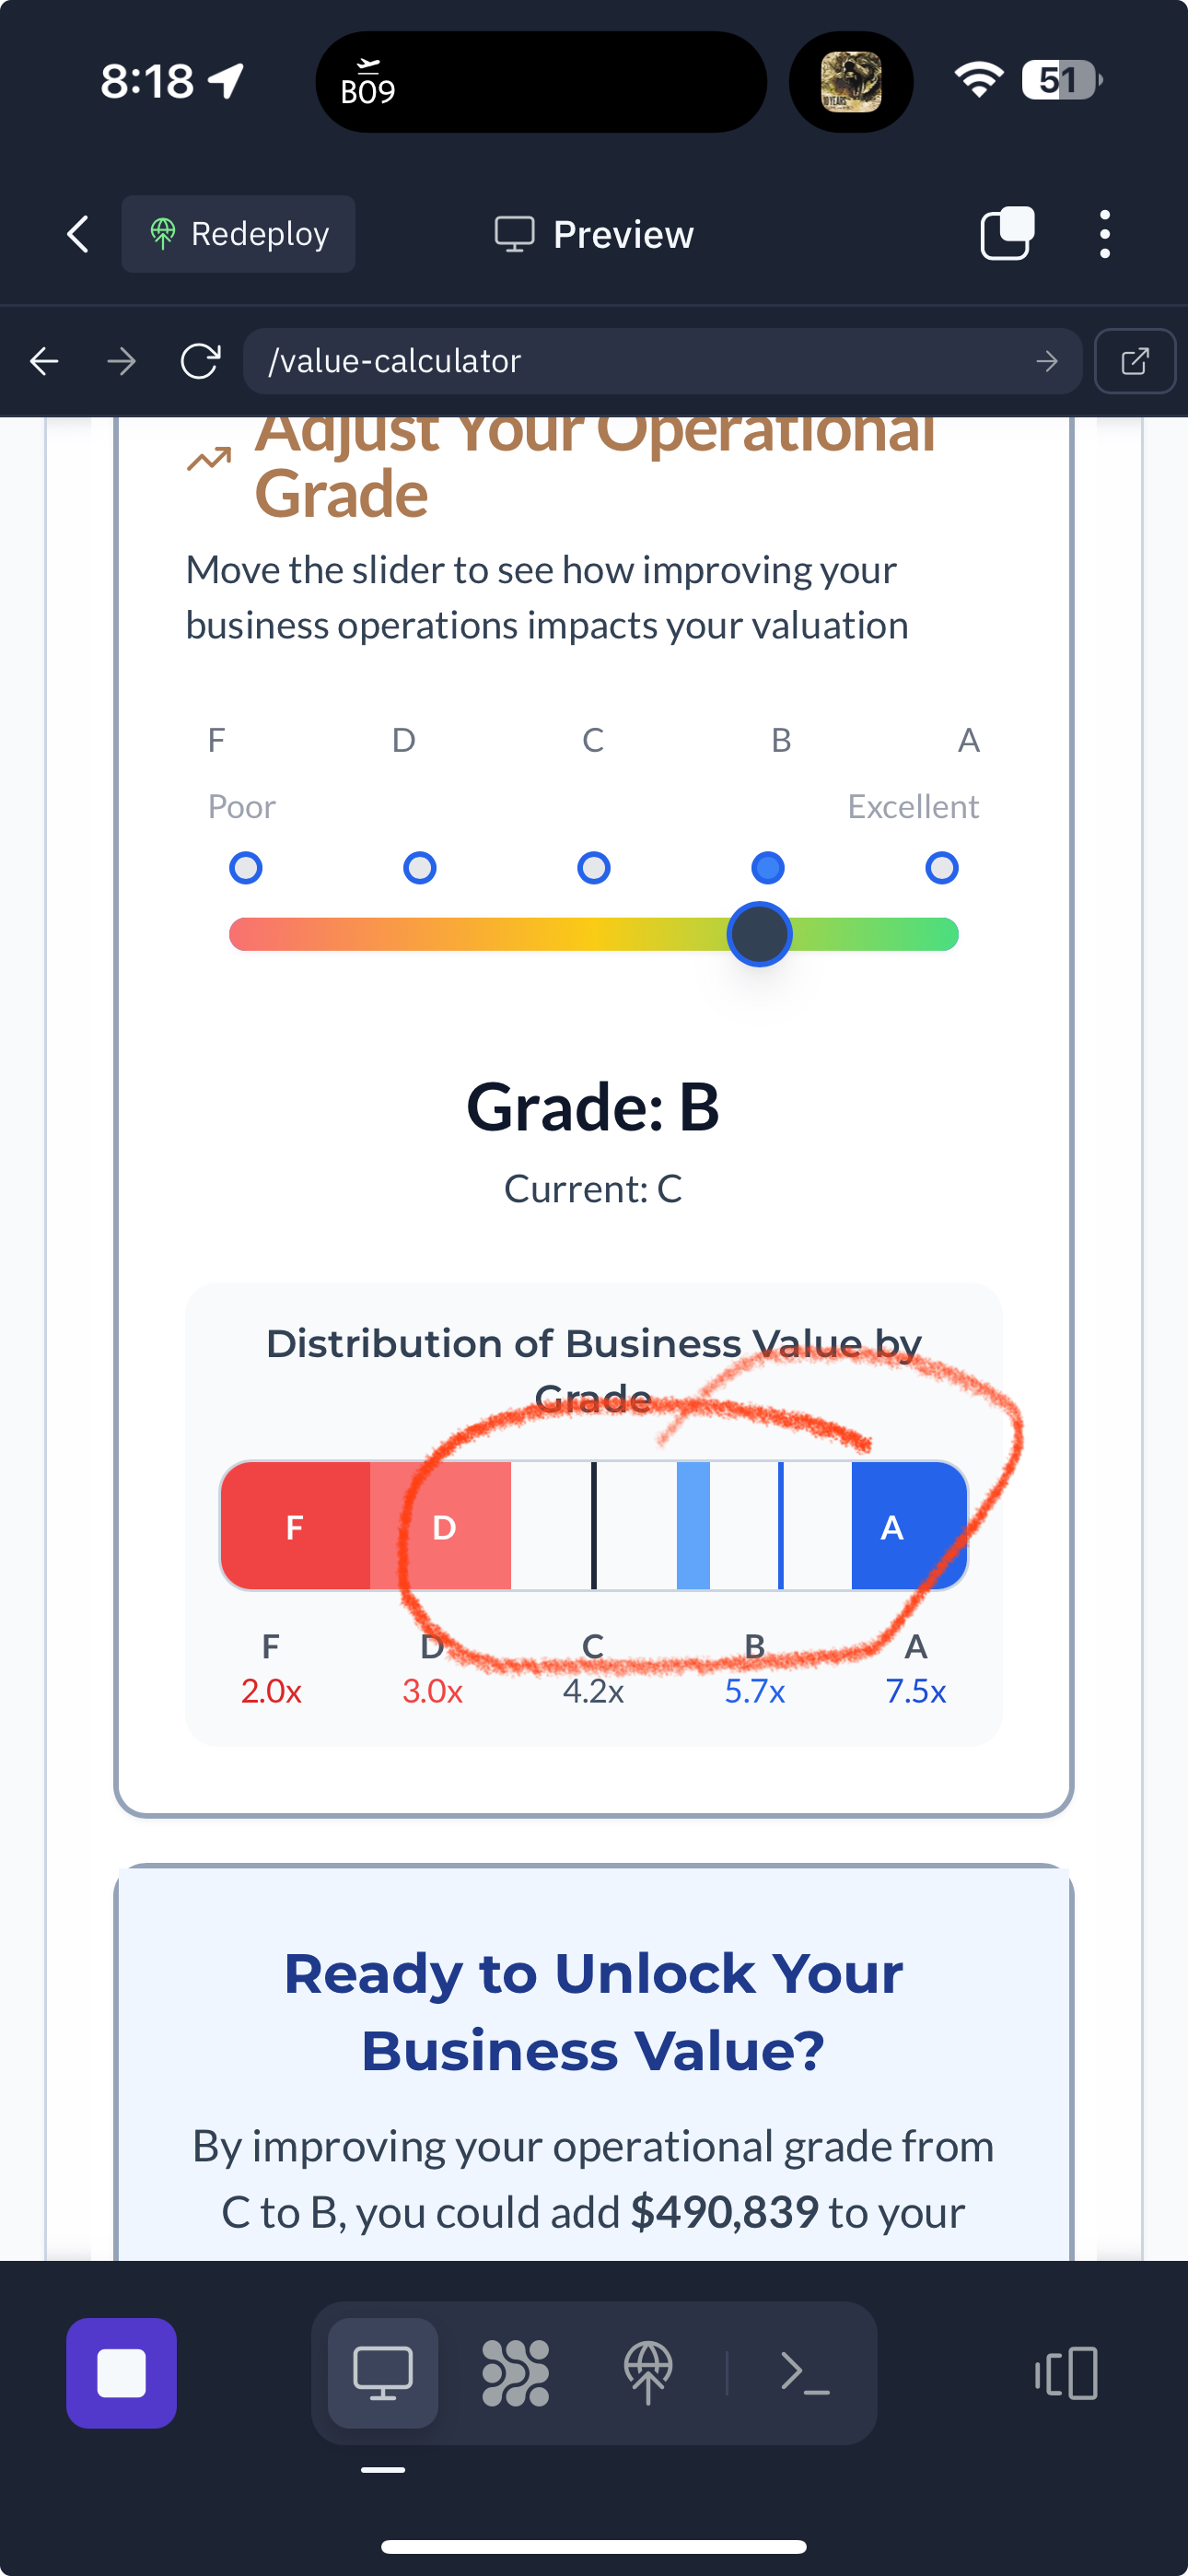 8:18
B09
51
Redeploy
Preview
/value-calculator
Adjust Your Operational
Grade
Move the slider to see how improving your
business operations impacts your valuation
F D C B A
Poor Excellent
Grade: B
Current: C
Distribution of Business Value by
Grade
F D A
F D C B A
2.0x 3.0x 4.2x 5.7x 7.5x
Ready to Unlock Your
Business Value?
By improving your operational grade from
C to B, you could add $490,839 to your